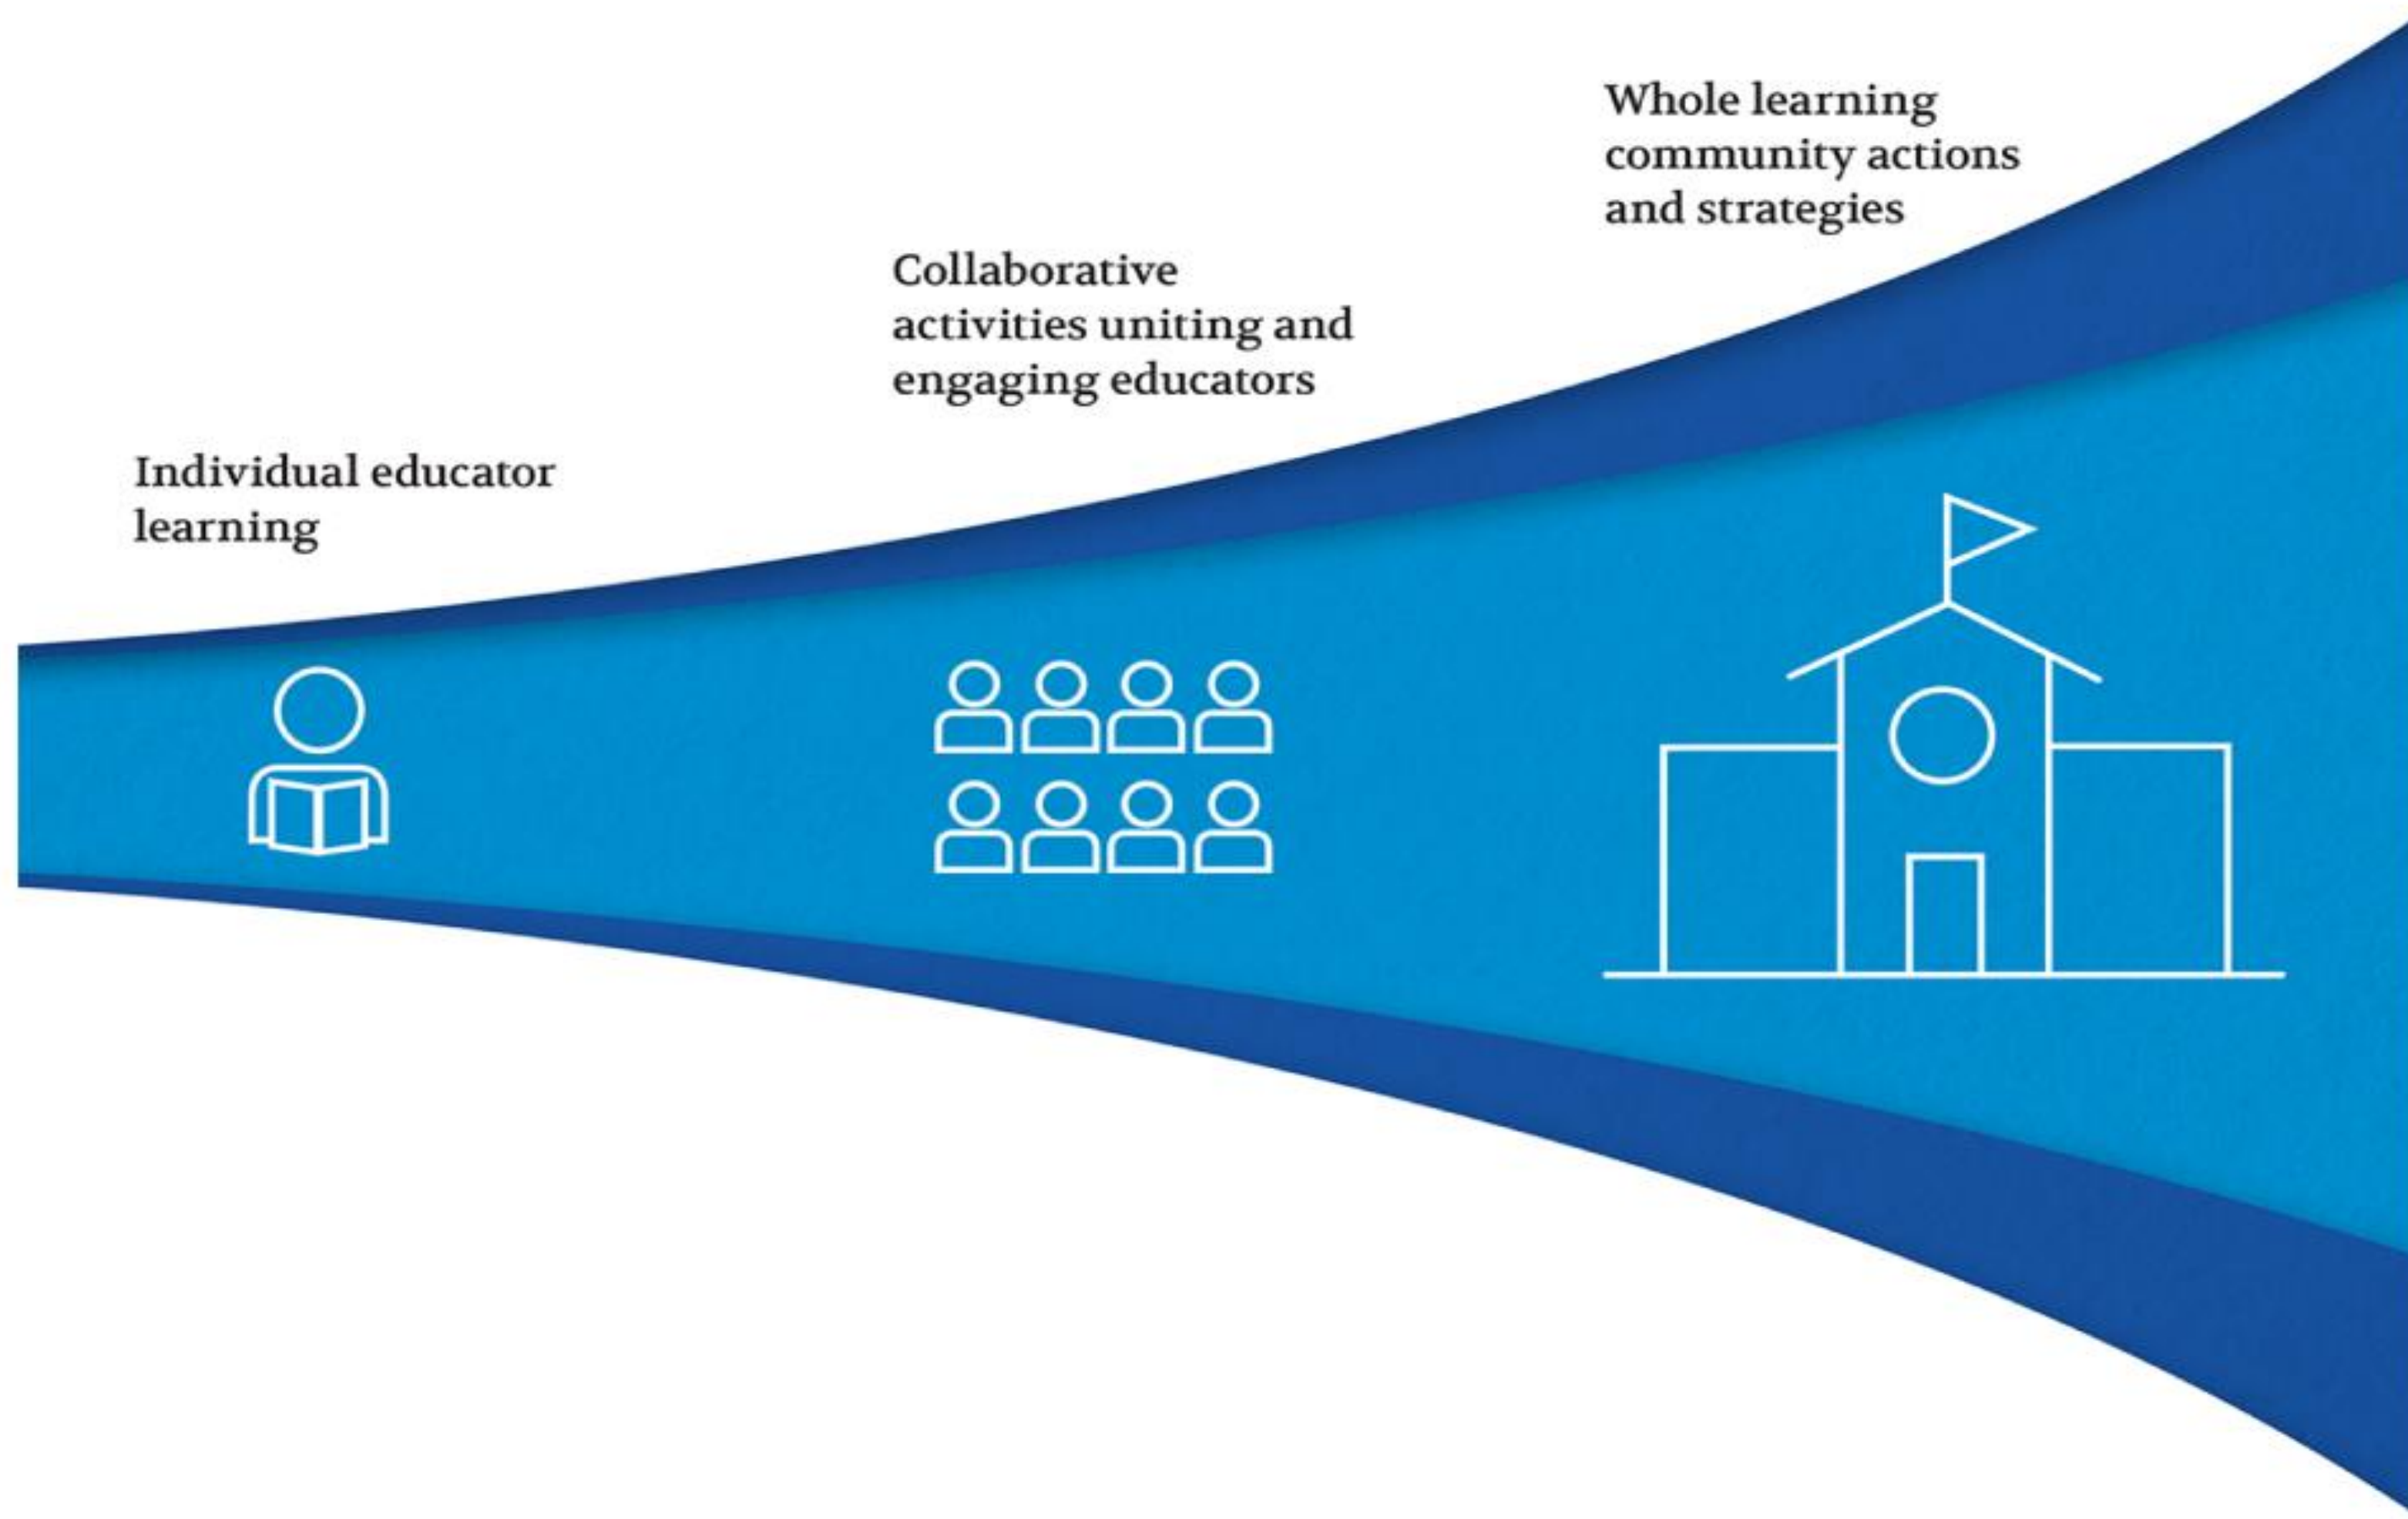 Individual educator
learning
Collaborative
activities uniting and
engaging educators
Whole learning
community actions
and strategies